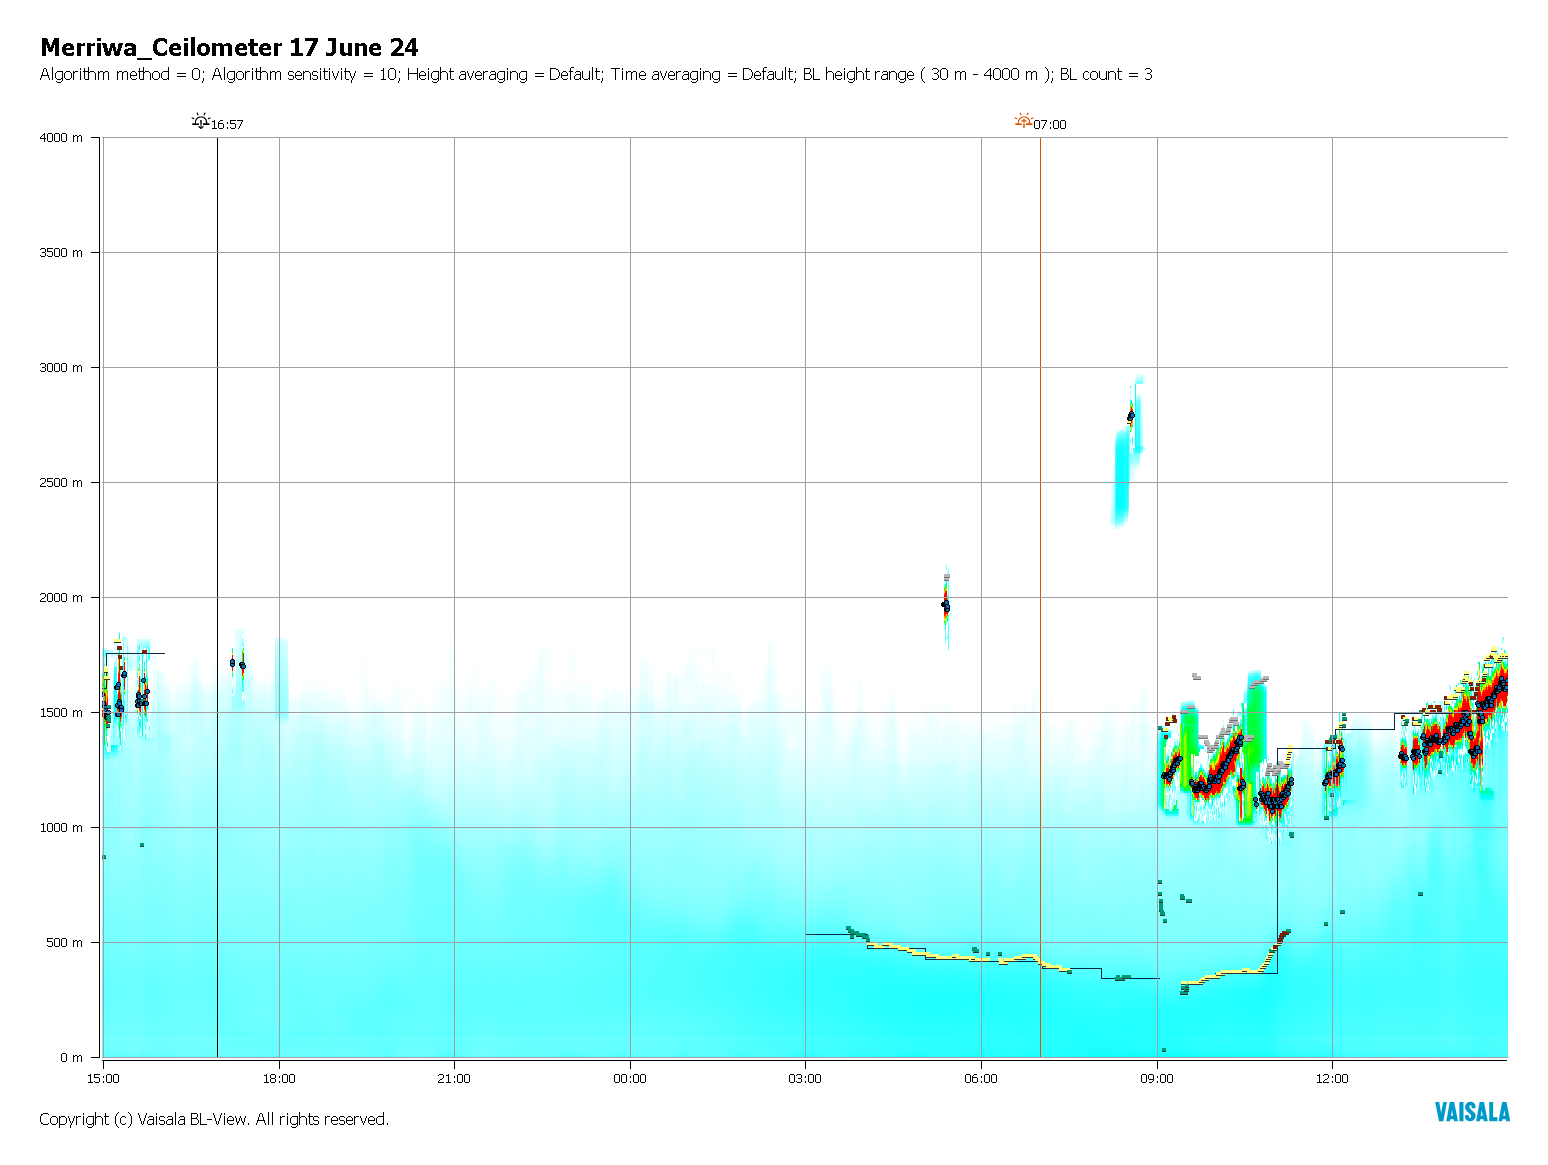 Merriwa_Ceilometer 17 June 24
Algorithm method = 0; Algorithm sensitivity = 10; Height averaging = Default; Time averaging = Default; BL height range ( 30 m - 4000 m ); BL count = 3
16:57
07:00
4000 m
3500 m
3000 m
2500 m
2000 m
1500 m
1000 m
500 m
0 m
15:00 18:00 21:00 00:00 03:00 06:00 09:00 12:00
Copyright (c) Vaisala BL-View. All rights reserved.
VAISALA